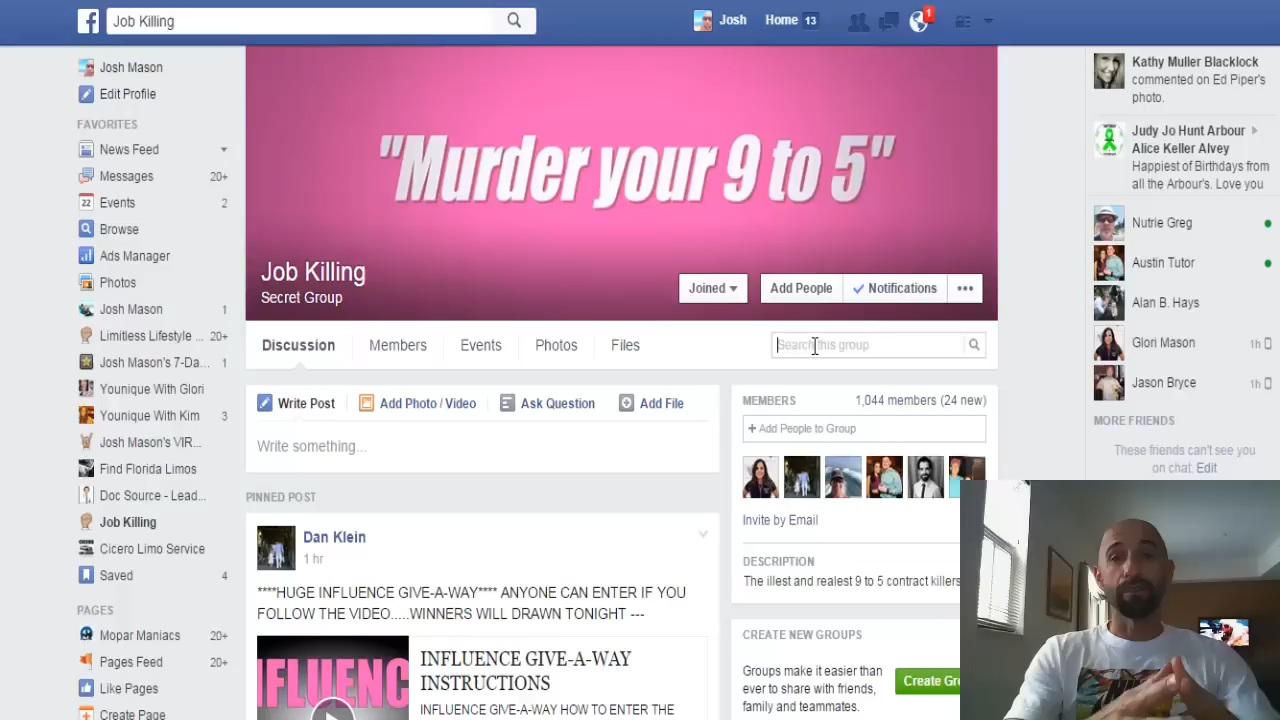 Job Killing
Josh
Home 13
1
Josh Mason
Edit Profile
FAVORITES
News Feed
Messages 20+
22 Events 2
Browse
Ads Manager
Photos
Josh Mason 1
Limitless Lifestyle ... 20+
Josh Mason's 7-Da... 1
Younique With Glori
Younique With Kim 3
Josh Mason's VIR...
Find Florida Limos
Doc Source - Lead...
Job Killing
Cicero Limo Service
Saved 4
PAGES
Mopar Maniacs 20+
Pages Feed 20+
Like Pages
Create Page
"Murder your 9 to 5"
Job Killing
Secret Group
Joined
Add People
Notifications
Discussion
Members
Events
Photos
Files
Search this group
Write Post
Add Photo / Video
Ask Question
Add File
Write something...
PINNED POST
Dan Klein
1 hr
****HUGE INFLUENCE GIVE-A-WAY**** ANYONE CAN ENTER IF YOU
FOLLOW THE VIDEO.....WINNERS WILL DRAWN TONIGHT ---
NFLUENC
INFLUENCE GIVE-A-WAY
INSTRUCTIONS
INFLUENCE GIVE-A-WAY HOW TO ENTER THE
MEMBERS 1,044 members (24 new)
+ Add People to Group
Invite by Email
DESCRIPTION
The illest and realest 9 to 5 contract killers
CREATE NEW GROUPS
Groups make it easier than
ever to share with friends,
family and teammates.
Create Gr
Kathy Muller Blacklock
commented on Ed Piper's
photo.
Judy Jo Hunt Arbour
Alice Keller Alvey
Happiest of Birthdays from
all the Arbour's. Love you
Nutrie Greg
Austin Tutor
Alan B. Hays
Glori Mason 1h
Jason Bryce 1h
MORE FRIENDS
These friends can't see you
on chat. Edit